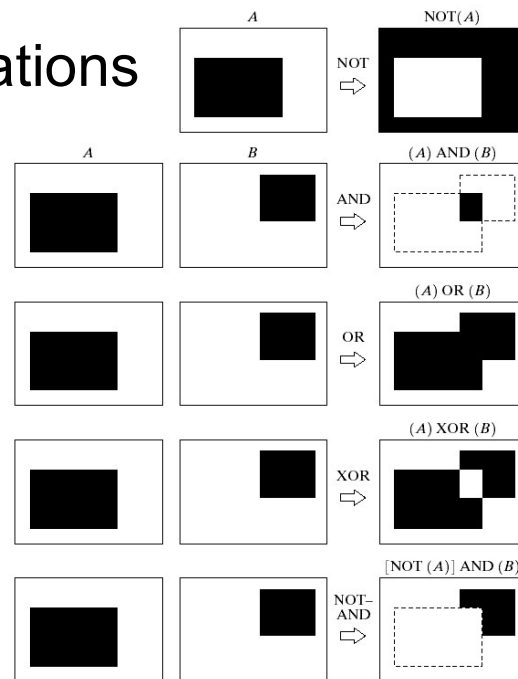 ations
A
NOT(A)
NOT
A
B
(A) AND (B)
AND
(A) OR (B)
OR
(A) XOR (B)
XOR
[NOT (A)] AND (B)
NOT–
AND